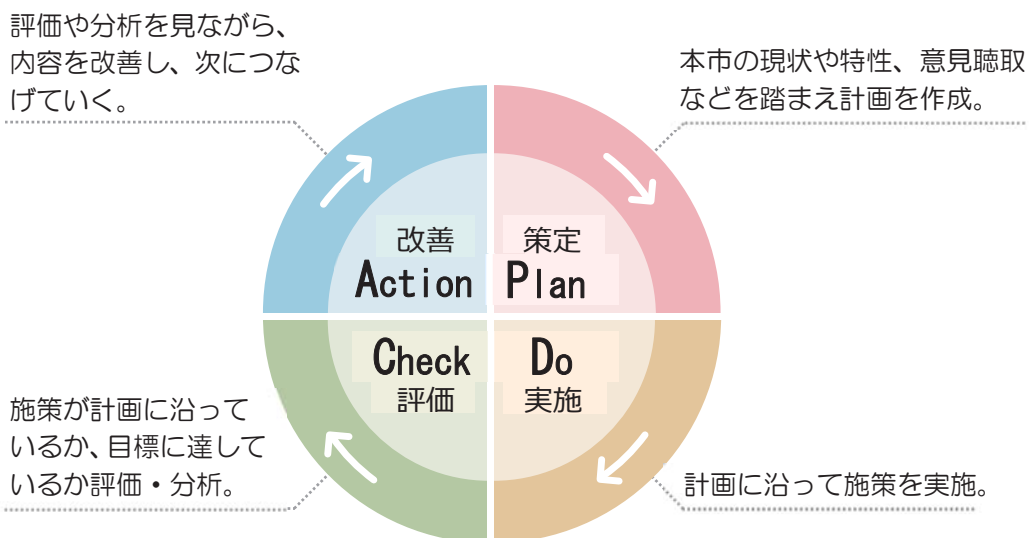 評価や分析を見ながら、
内容を改善し、次につな
げていく。
本市の現状や特性、意見聴取
などを踏まえ計画を作成。
改善
Action
策定
Plan
Check
評価
Do
実施
施策が計画に沿って
いるか、目標に達して
いるか評価・分析。
計画に沿って施策を実施。